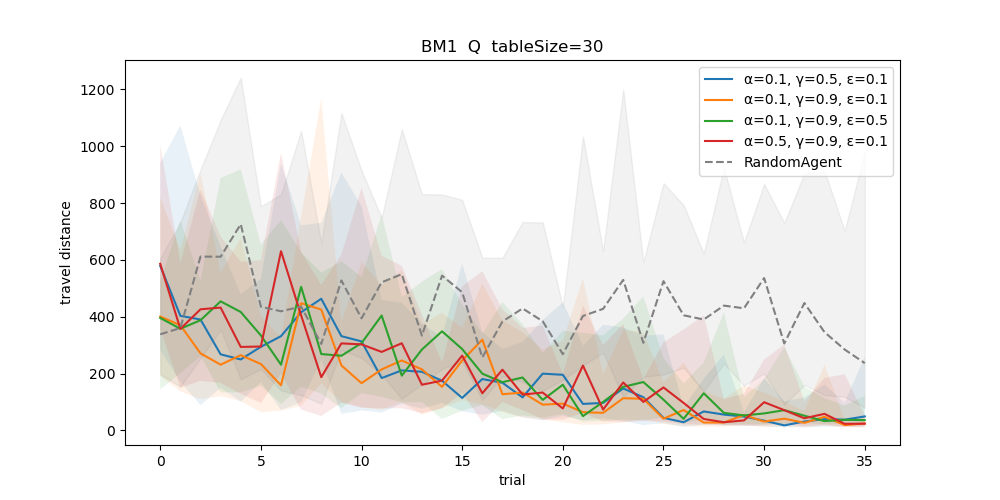 BM1 Q tableSize=30
1200
1000
800
600
400
200
0
travel distance
α=0.1, γ=0.5, ε=0.1
α=0.1, γ=0.9, ε=0.1
α=0.1, γ=0.9, ε=0.5
α=0.5, γ=0.9, ε=0.1
RandomAgent
0 5 10 15 20 25 30 35
trial